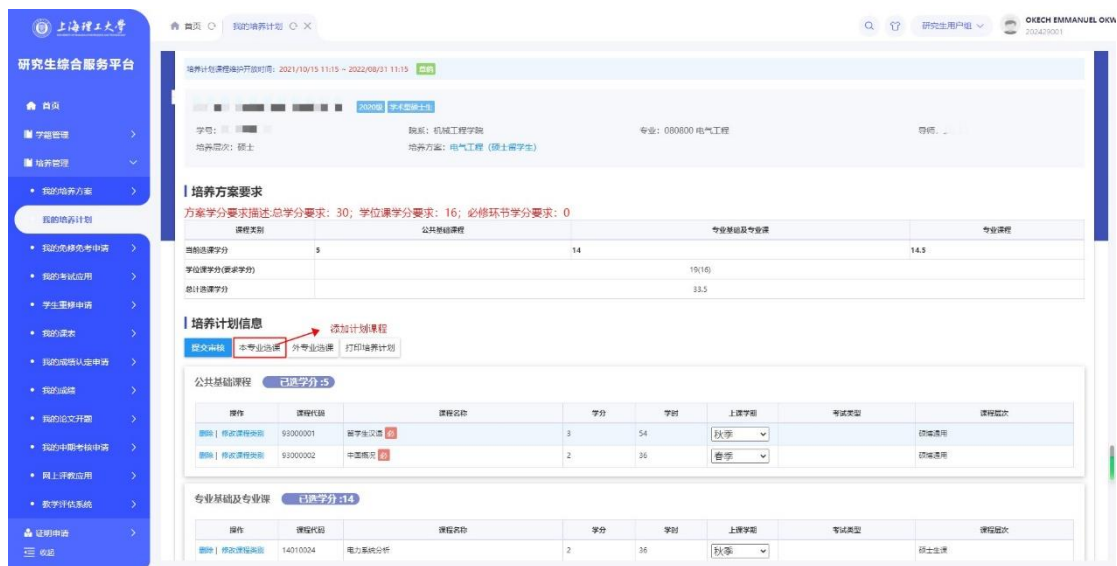 上海理工大学
首页
我的培养计划
研究生用户组
OKECH EMMANUEL OKW
202429001
研究生综合服务平台
首页
学籍管理
培养管理
我的培养方案
我的培养计划
我的免修免考申请
我的考试应用
学生重修申请
我的课表
我的成绩认定申请
我的成绩
我的论文开题
我的中期考核申请
网上评教应用
教学评估系统
证明申请
收起
培养计划课程维护开放时间：2021/10/15 11:15 ~ 2022/08/31 11:15
2020级 学术型硕士生
学号： 院系：机械工程学院 专业：080800 电气工程 导师：
培养层次：硕士 培养方案：电气工程（硕士留学生）
培养方案要求
方案学分要求描述:总学分要求：30；学位课学分要求：16；必修环节学分要求：0
课程类别 公共基础课程 专业基础及专业课 专业课程
当前选课学分 5 14 14.5
学位课学分(要求学分) 19(16)
总计选课学分 33.5
培养计划信息
添加计划课程
提交审核 本专业选课 外专业选课 打印培养计划
公共基础课程 已选学分 :5
操作 课程代码 课程名称 学分 学时 上课学期 考试类型 课程层次
删除 | 修改课程类别 93000001 留学生汉语 必 3 54 秋季 硕博通用
删除 | 修改课程类别 93000002 中国概况 必 2 36 春季 硕博通用
专业基础及专业课 已选学分 :14
操作 课程代码 课程名称 学分 学时 上课学期 考试类型 课程层次
删除 | 修改课程类别 14010024 电力系统分析 2 36 秋季 硕士生课